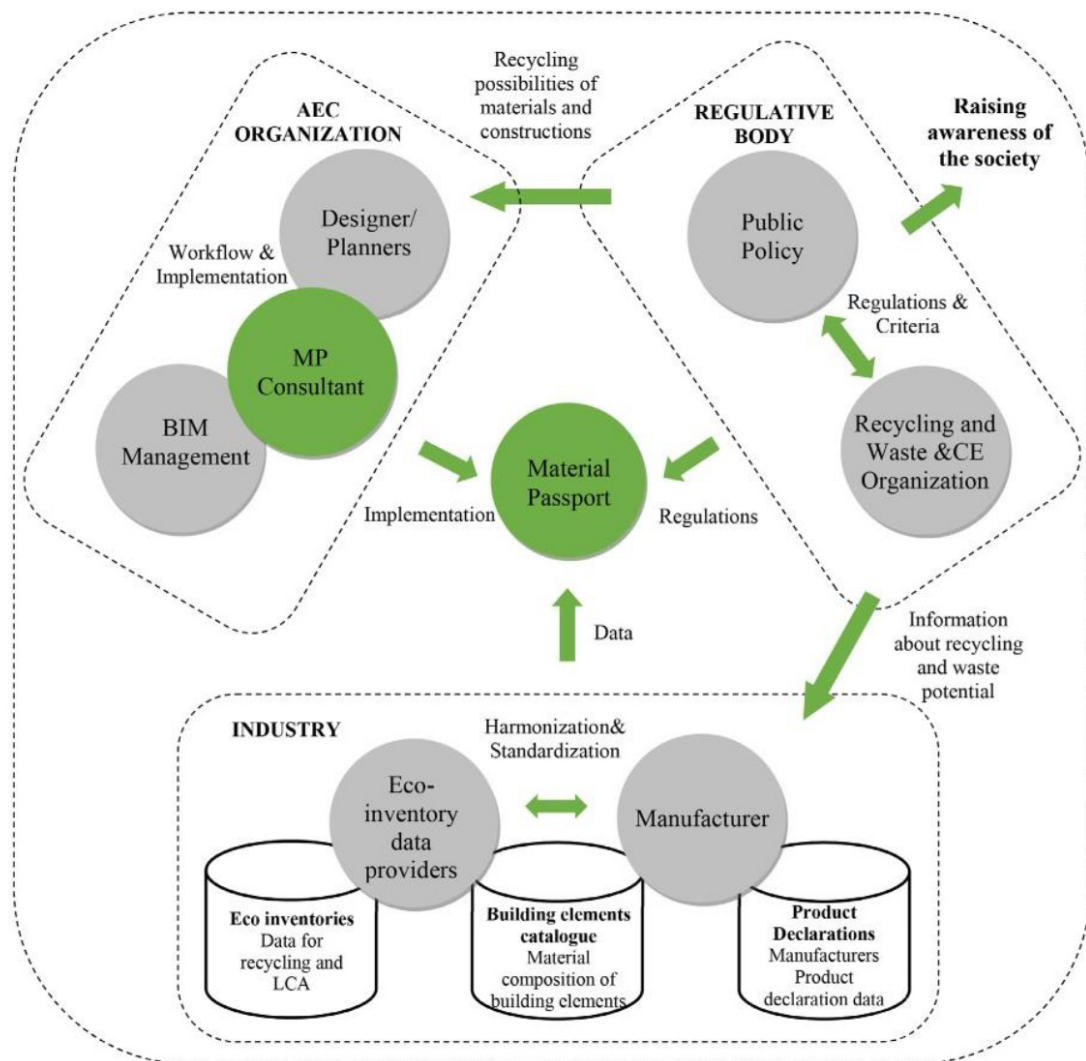 Recycling
possibilities of
materials and
constructions
AEC
ORGANIZATION
REGULATIVE
BODY
Raising
awareness of
the society
Designer/
Planners
Public
Policy
Workflow &
Implementation
Regulations &
Criteria
MP
Consultant
BIM
Management
Recycling and
Waste &CE
Organization
Material
Passport
Implementation
Regulations
Data
Information
about recycling
and waste
potential
INDUSTRY
Harmonization&
Standardization
Eco-
inventory
data
providers
Manufacturer
Eco inventories
Data for
recycling and
LCA
Building elements
catalogue
Material
composition of
building elements
Product
Declarations
Manufacturers
Product
declaration data